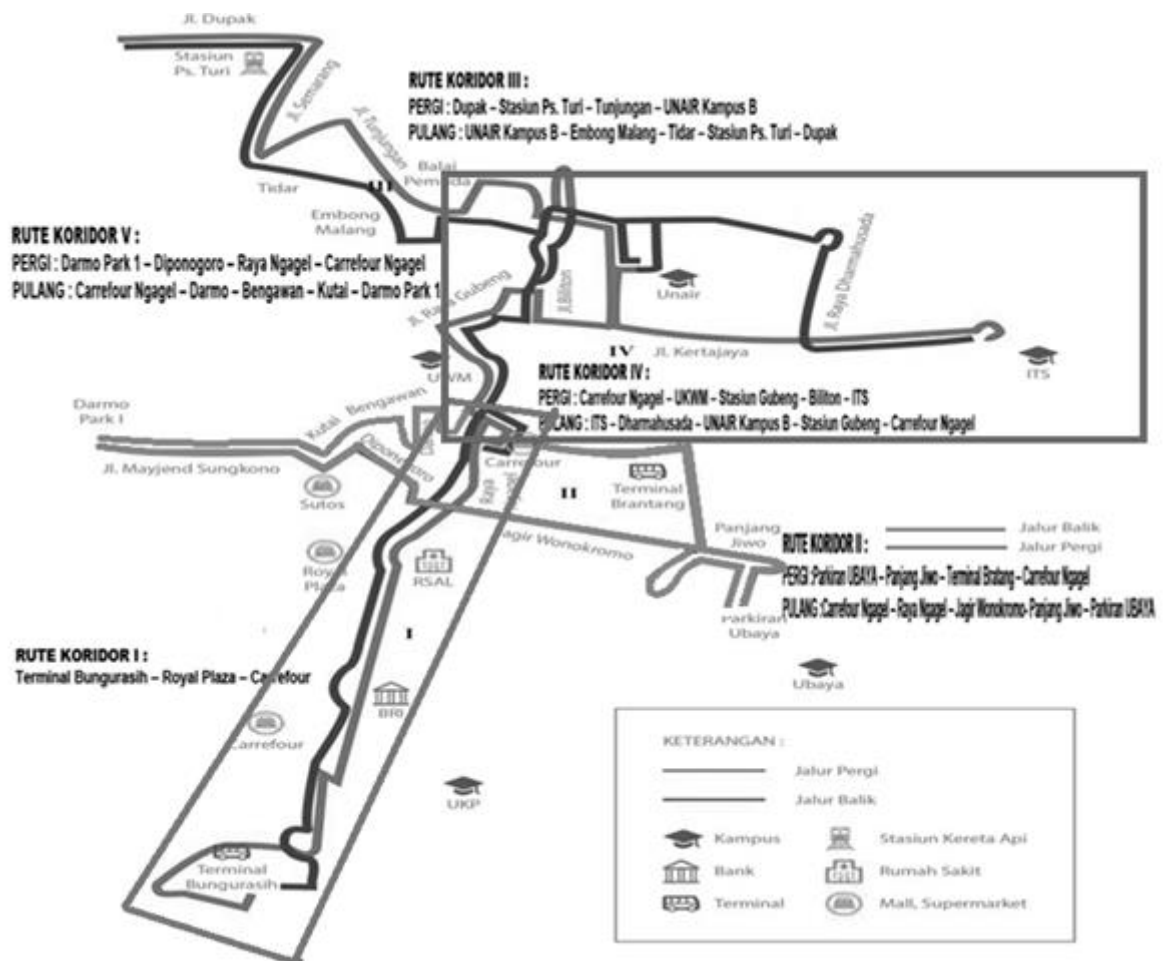 Jl. Dupak
Stasiun
Ps. Turi
Jl. Semarang
RUTE KORIDOR III :
PERGI : Dupak – Stasiun Ps. Turi – Tunjungan – UNAIR Kampus B
PULANG : UNAIR Kampus B – Embong Malang – Tidar – Stasiun Ps. Turi – Dupak
Jl. Tunjungan
Balai
Pemuda
III
Tidar
Embong
Malang
RUTE KORIDOR V :
PERGI : Darmo Park 1 – Diponogoro – Raya Ngagel – Carrefour Ngagel
PULANG : Carrefour Ngagel – Darmo – Bengawan – Kutai – Darmo Park 1
Jl. Raya Gubeng
Jl.Biliton
Unair
Jl. Raya Dharmahusada
IV
Jl. Kertajaya
UWM
ITS
RUTE KORIDOR IV :
PERGI : Carrefour Ngagel – UKWM – Stasiun Gubeng – Biliton – ITS
PULANG : ITS – Dharmahusada – UNAIR Kampus B – Stasiun Gubeng – Carrefour Ngagel
Darmo
Park I
Kutai
Bengawan
Diponegoro
Jl. Mayjend Sungkono
Sutos
Carrefour
Raya
II
Terminal
Brantang
Jagir Wonokromo
Panjang
Jiwo
Jalur Balik
Jalur Pergi
RUTE KORIDOR II :
PERGI :Parkiran UBAYA – Panjang Jiwo – Terminal Bratang – Carrefour Ngagel
PULANG :Carrefour Ngagel – Raya Ngagel – Jagir Wonokromo- Panjang Jiwo – Parkiran UBAYA
Royal
Plaza
RSAL
Parkiran
Ubaya
I
RUTE KORIDOR I :
Terminal Bungurasih – Royal Plaza – Carrefour
Ubaya
BRI
Carrefour
UKP
Terminal
Bungurasih
KETERANGAN :
Jalur Pergi
Jalur Balik
Kampus
Stasiun Kereta Api
Bank
Rumah Sakit
Terminal
Mall, Supermarket